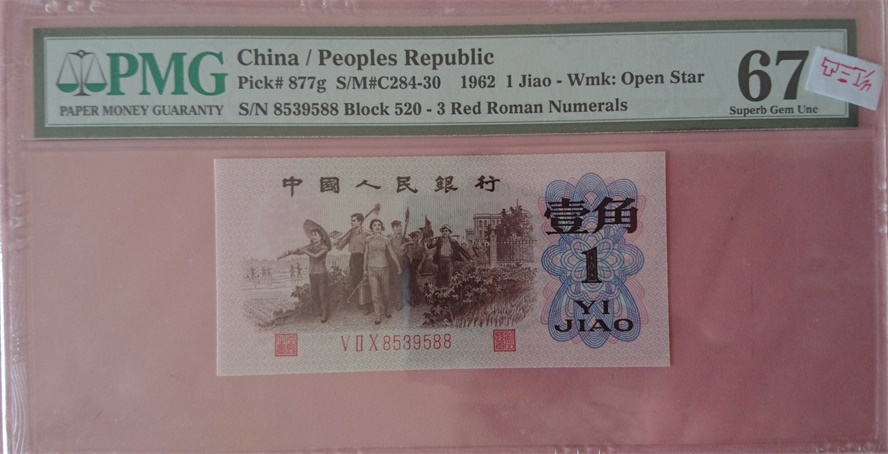 PMG
PAPER MONEY GUARANTY
China / Peoples Republic
Pick# 877g S/M#C284-30 1962 1 Jiao - Wmk: Open Star
S/N 8539588 Block 520 - 3 Red Roman Numerals
67
Superb Gem Unc
中國人民銀行
壹角
1
YI
JIAO
V II X 8539588